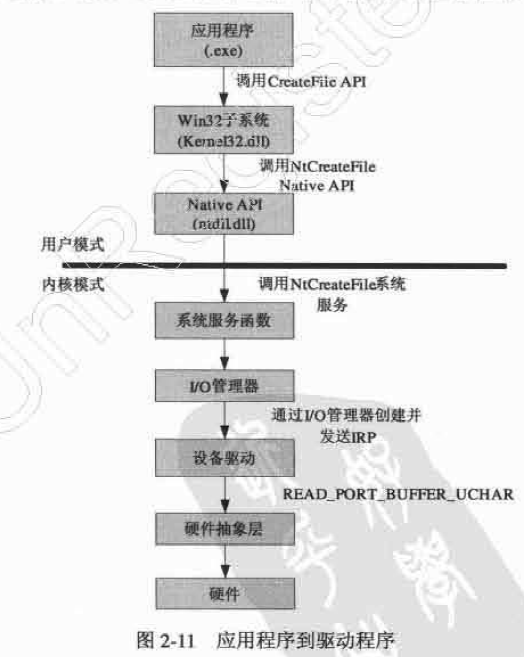 应用程序
(.exe)
调用CreateFile API
Win32子系统
(Kernel32.dll)
调用NtCreateFile
Native API
Native API
(ntdll.dll)
用户模式
内核模式
调用NtCreateFile系统
服务
系统服务函数
I/O管理器
通过I/O管理器创建并
发送IRP
设备驱动
READ_PORT_BUFFER_UCHAR
硬件抽象层
硬件
图 2-11 应用程序到驱动程序